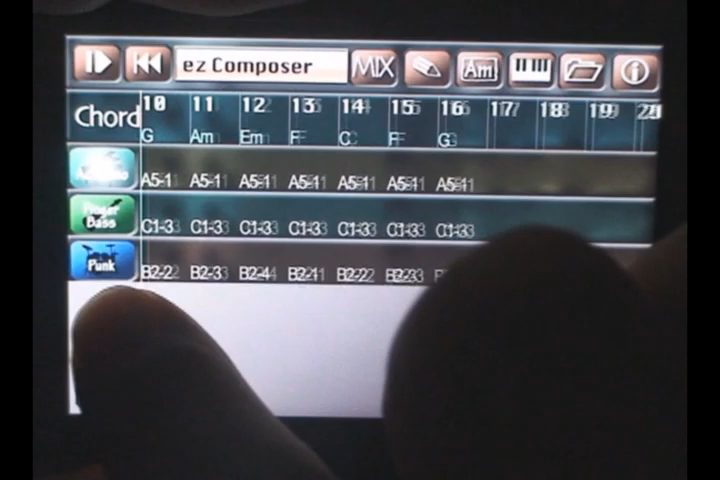 ez Composer MIX Am
Chord 10 11 12 13 14 15 16 17 18 19
G Am Em F C F G
A5-1 A5-1 A5-1 A5-1 A5-1 A5-1 A5-1
Finger Bass C1-3 C1-3 C1-3 C1-3 C1-3 C1-3 C1-3
Punk B2-2 B2-3 B2-4 B2-1 B2-2 B2-3